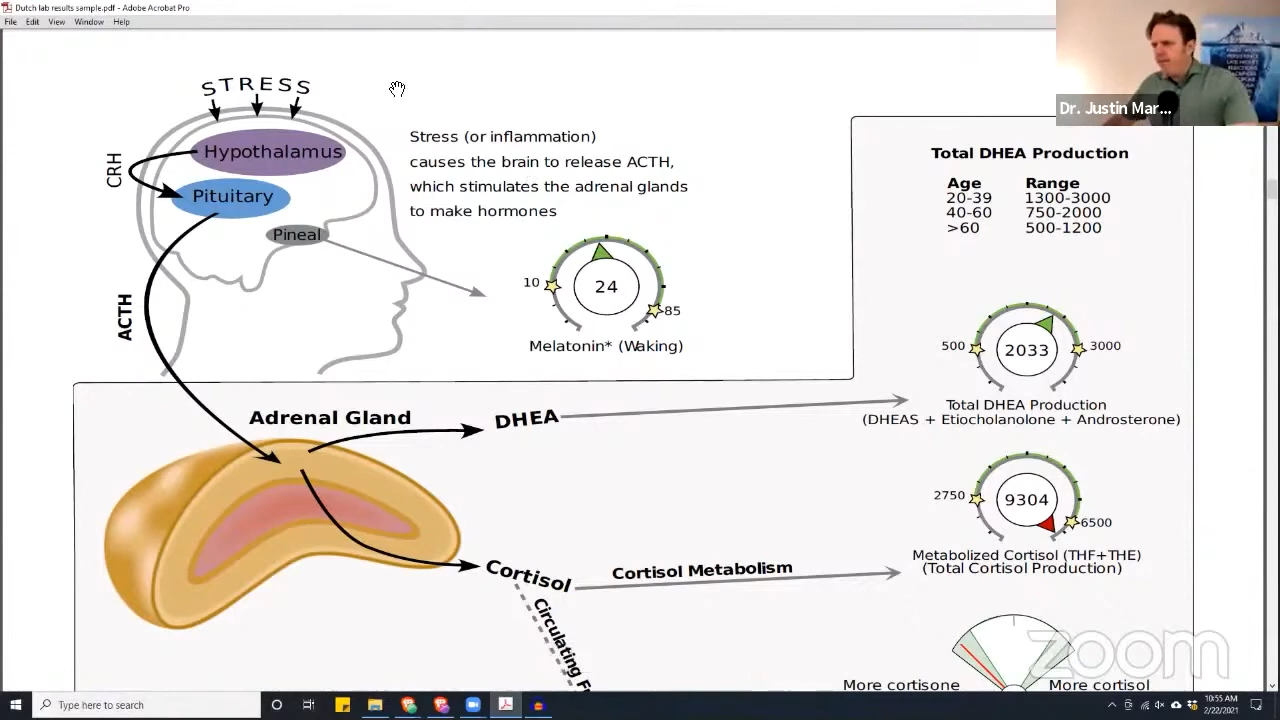 Dutch lab results sample.pdf - Adobe Acrobat Pro
File Edit View Window Help
Dr. Justin Mar...
STRESS
Hypothalamus
CRH
Pituitary
Pineal
ACTH
Stress (or inflammation)
causes the brain to release ACTH,
which stimulates the adrenal glands
to make hormones
10
24
85
Melatonin* (Waking)
Total DHEA Production
Age Range
20-39 1300-3000
40-60 750-2000
>60 500-1200
500
2033
3000
Total DHEA Production
(DHEAS + Etiocholanolone + Androsterone)
Adrenal Gland
DHEA
2750
9304
6500
Metabolized Cortisol (THF+THE)
(Total Cortisol Production)
Cortisol
Cortisol Metabolism
Circulating
More cortisone
More cortisol
zoom
Type here to search
10:55 AM
2/22/2021